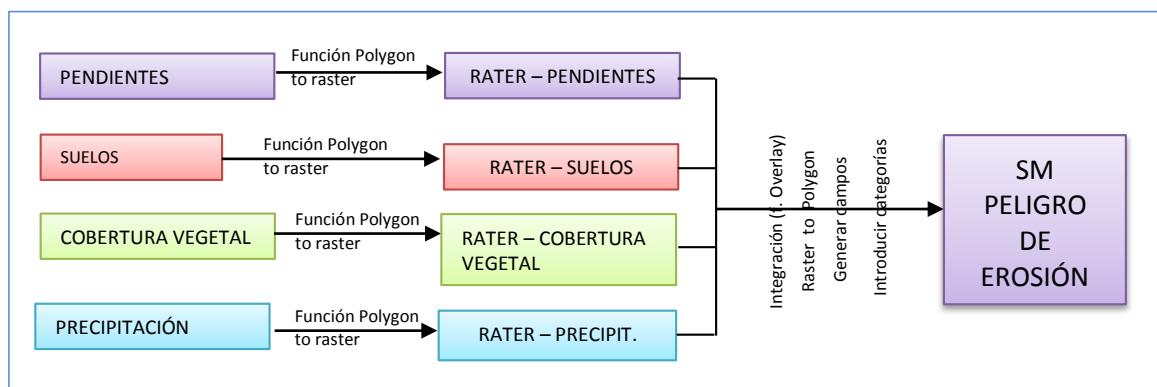 PENDIENTES
Función Polygon
to raster
RATER – PENDIENTES
SUELOS
Función Polygon
to raster
RATER – SUELOS
COBERTURA VEGETAL
Función Polygon
to raster
RATER – COBERTURA
VEGETAL
PRECIPITACIÓN
Función Polygon
to raster
RATER – PRECIPIT.
Integración (f. Overlay)
Raster to Polygon
Generar campos
Introducir categorías
SM
PELIGRO
DE
EROSIÓN